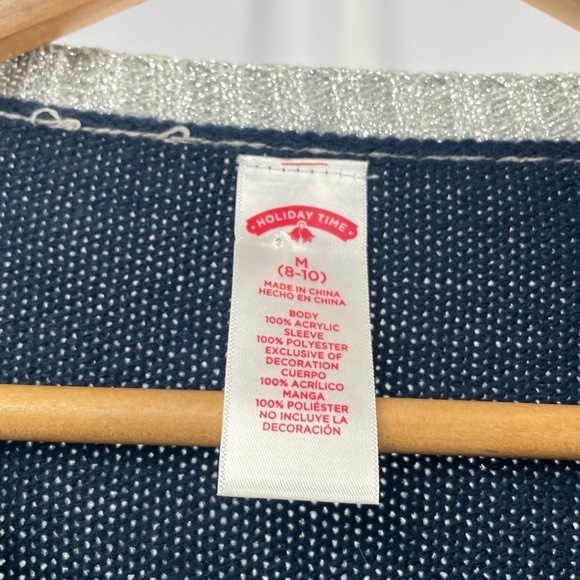 HOLIDAY TIME
M
(8-10)
MADE IN CHINA
HECHO EN CHINA
BODY
100% ACRYLIC
SLEEVE
100% POLYESTER
EXCLUSIVE OF
DECORATION
CUERPO
100% ACRÍLICO
MANGA
100% POLIÉSTER
NO INCLUYE LA
DECORACIÓN